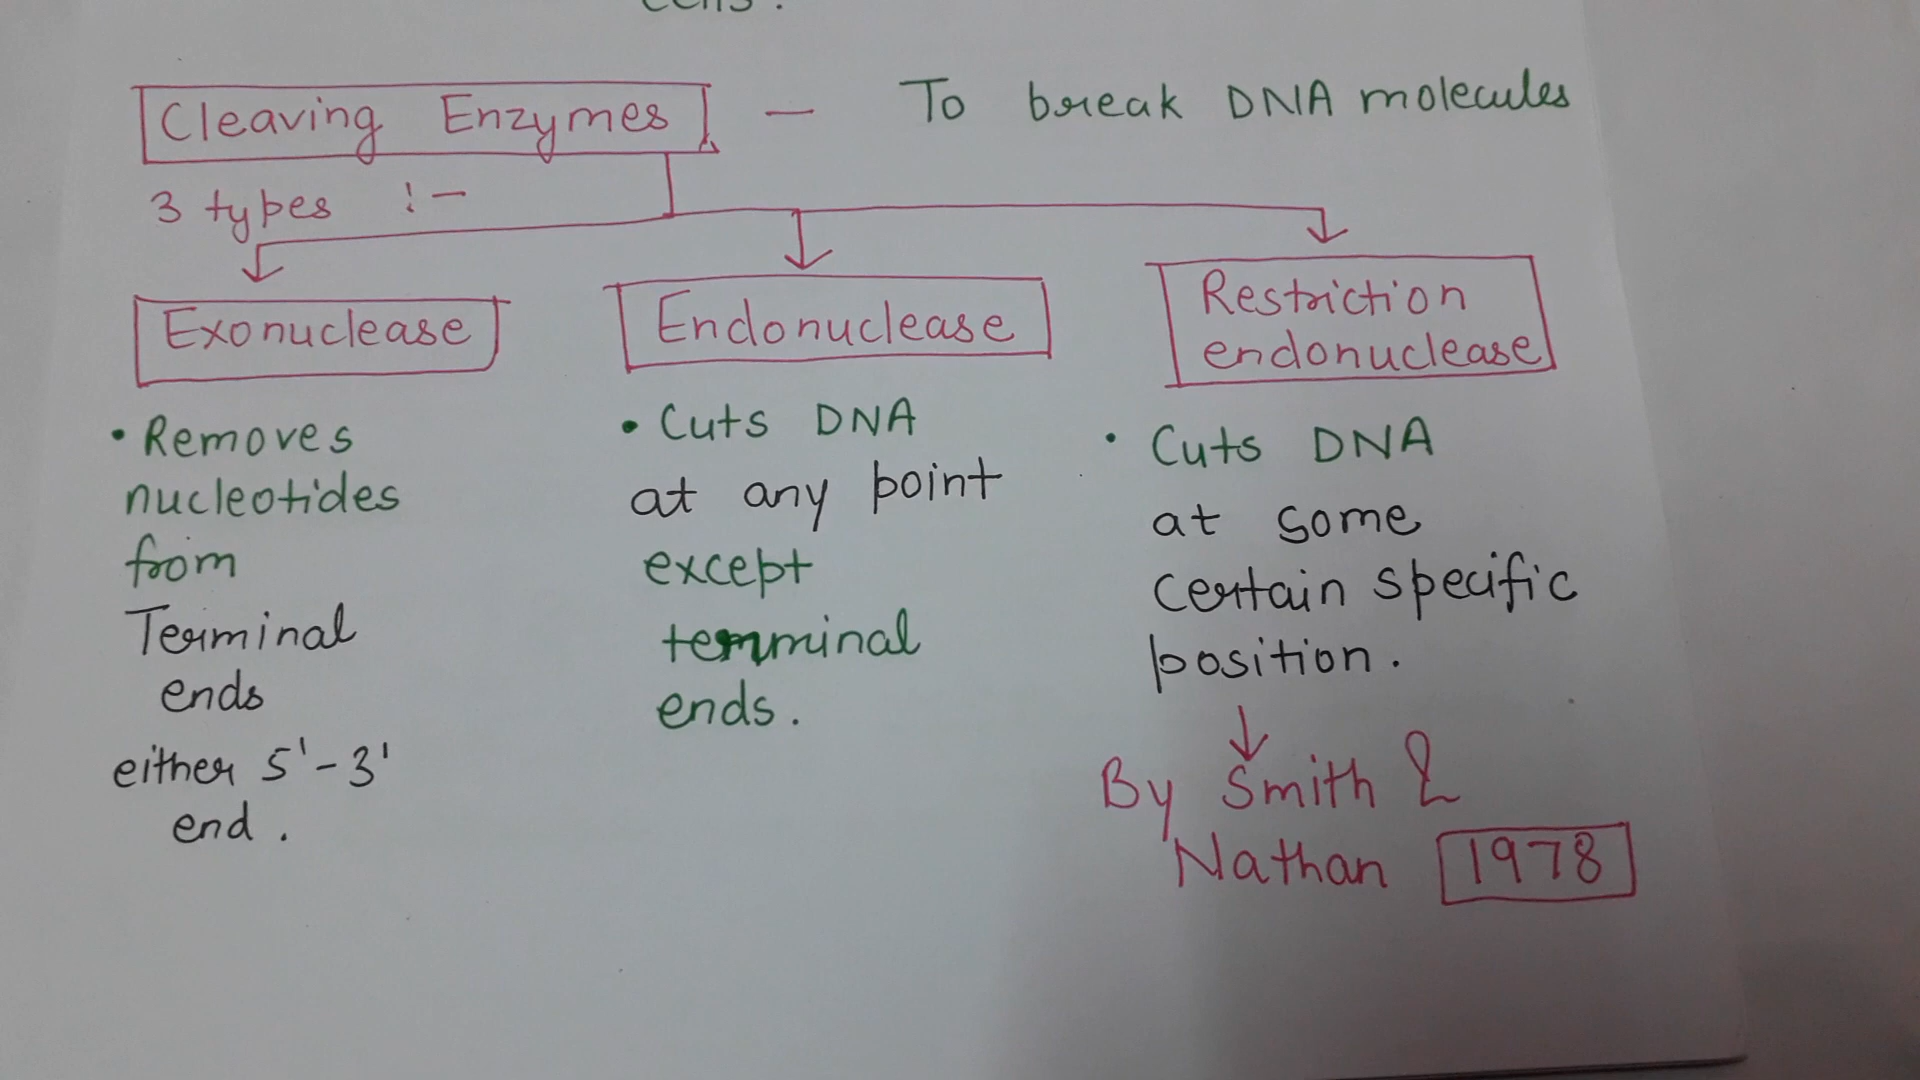 Cleaving Enzymes — To break DNA molecules
3 types :-
Exonuclease
• Removes
nucleotides
from
Terminal
ends
either 5'-3'
end.
Endonuclease
• Cuts DNA
at any point
except
terminal
ends.
Restriction
endonuclease
• Cuts DNA
at some
certain specific
position.
↓
By Smith &
Nathan 1978